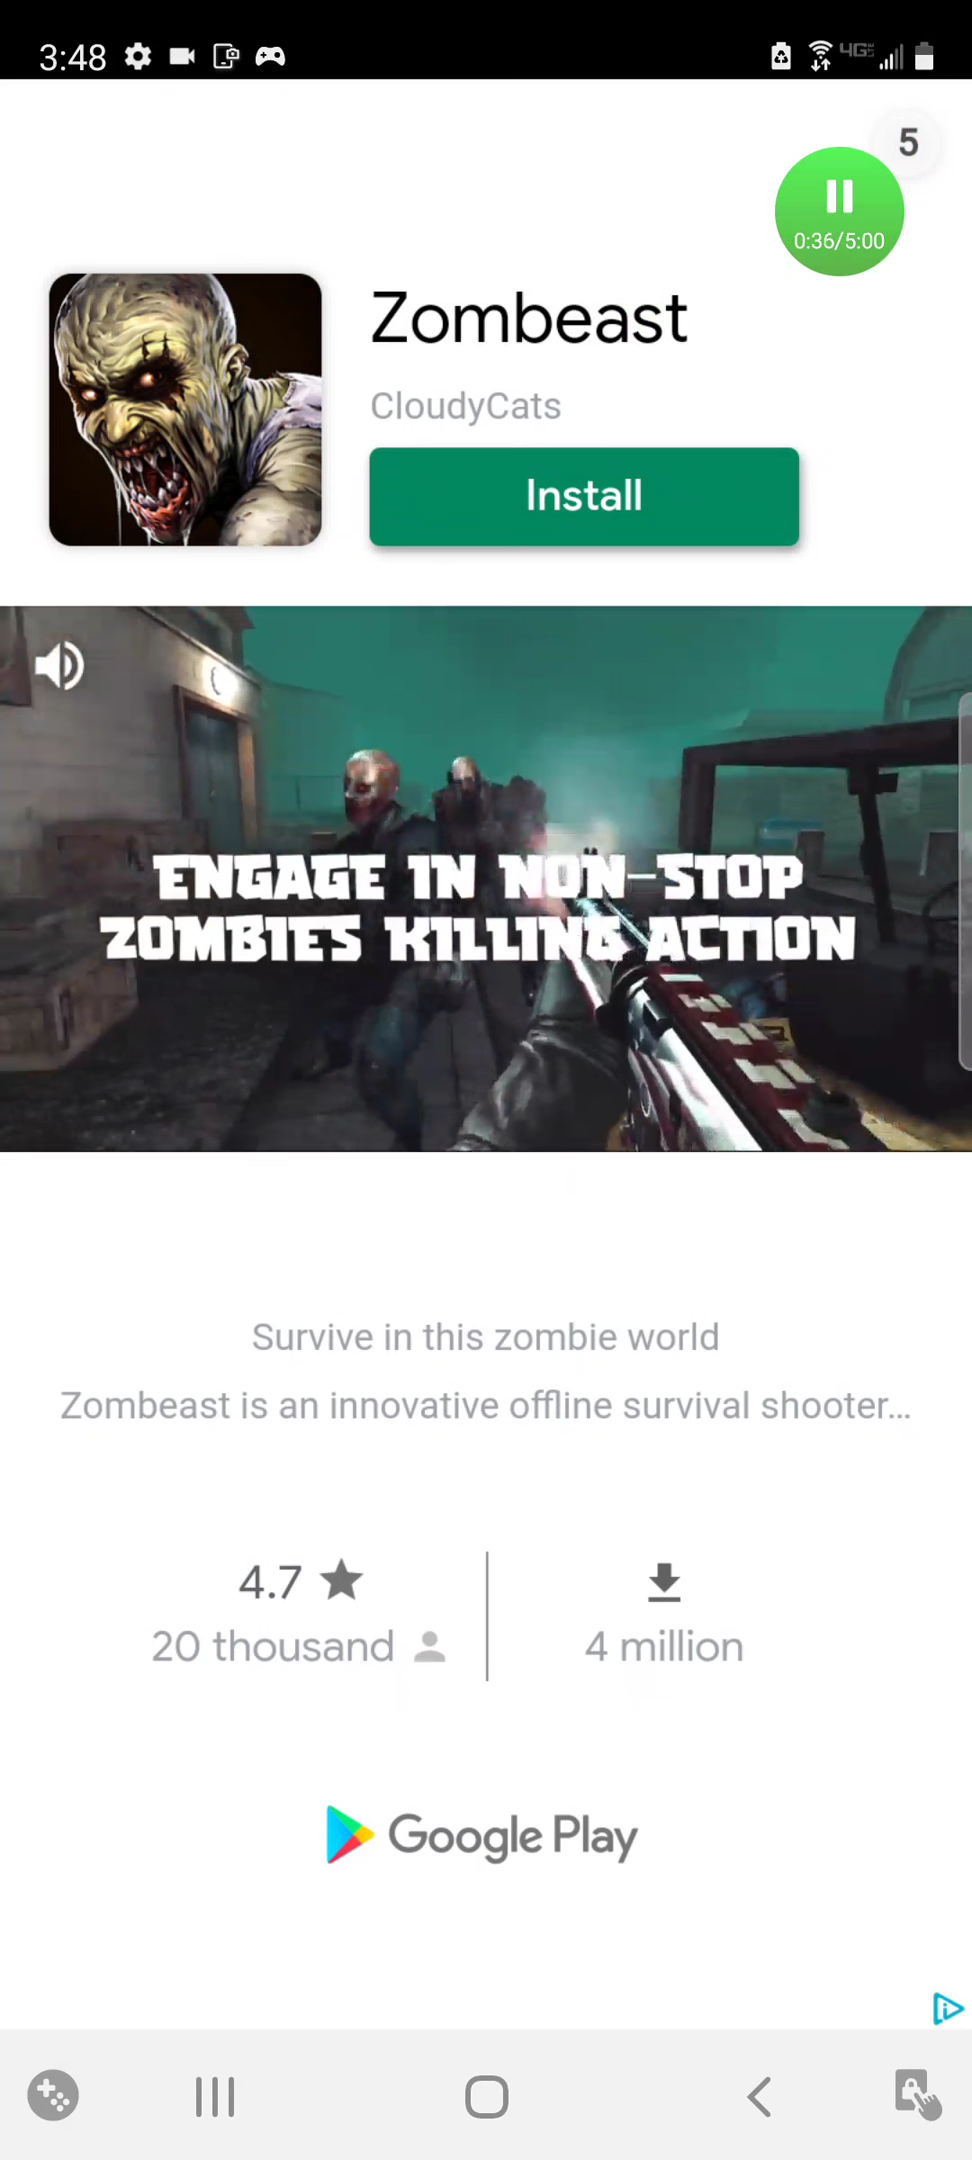 3:48
4GE
5
0:36/5:00
Zombeast
CloudyCats
Install
ENGAGE IN NON-STOP
ZOMBIES KILLING ACTION
Survive in this zombie world
Zombeast is an innovative offline survival shooter...
4.7
20 thousand
4 million
Google Play